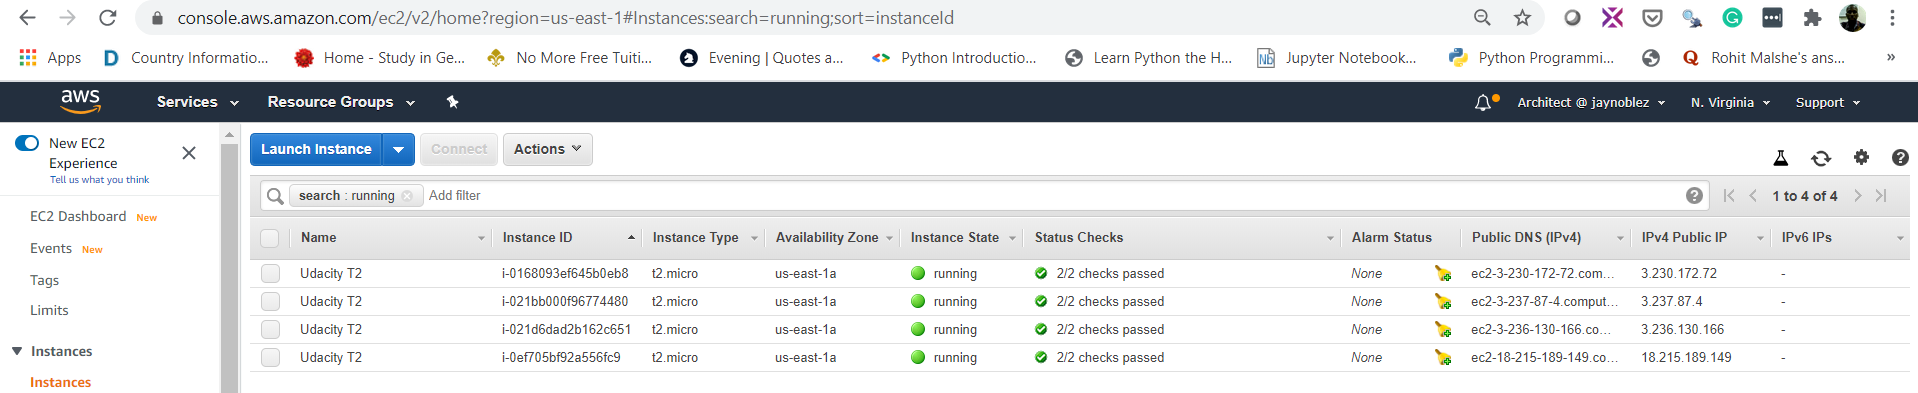 console.aws.amazon.com/ec2/v2/home?region=us-east-1#Instances:search=running;sort=instanceId
Apps D Country Informatio... Home - Study in Ge... No More Free Tuiti... Evening | Quotes a... Python Introductio... Learn Python the H... Nb Jupyter Notebook... Python Programmi... Q Rohit Malshe's ans... »
aws Services Resource Groups Architect @ jaynoblez N. Virginia Support
New EC2 Experience
Tell us what you think
EC2 Dashboard New
Events New
Tags
Limits
Instances
Instances
Launch Instance Connect Actions
search : running Add filter 1 to 4 of 4
Name Instance ID Instance Type Availability Zone Instance State Status Checks Alarm Status Public DNS (IPv4) IPv4 Public IP IPv6 IPs
Udacity T2 i-0168093ef645b0eb8 t2.micro us-east-1a running 2/2 checks passed None ec2-3-230-172-72.com... 3.230.172.72 -
Udacity T2 i-021bb000f96774480 t2.micro us-east-1a running 2/2 checks passed None ec2-3-237-87-4.comput... 3.237.87.4 -
Udacity T2 i-021d6dad2b162c651 t2.micro us-east-1a running 2/2 checks passed None ec2-3-236-130-166.co... 3.236.130.166 -
Udacity T2 i-0ef705bf92a556fc9 t2.micro us-east-1a running 2/2 checks passed None ec2-18-215-189-149.co... 18.215.189.149 -